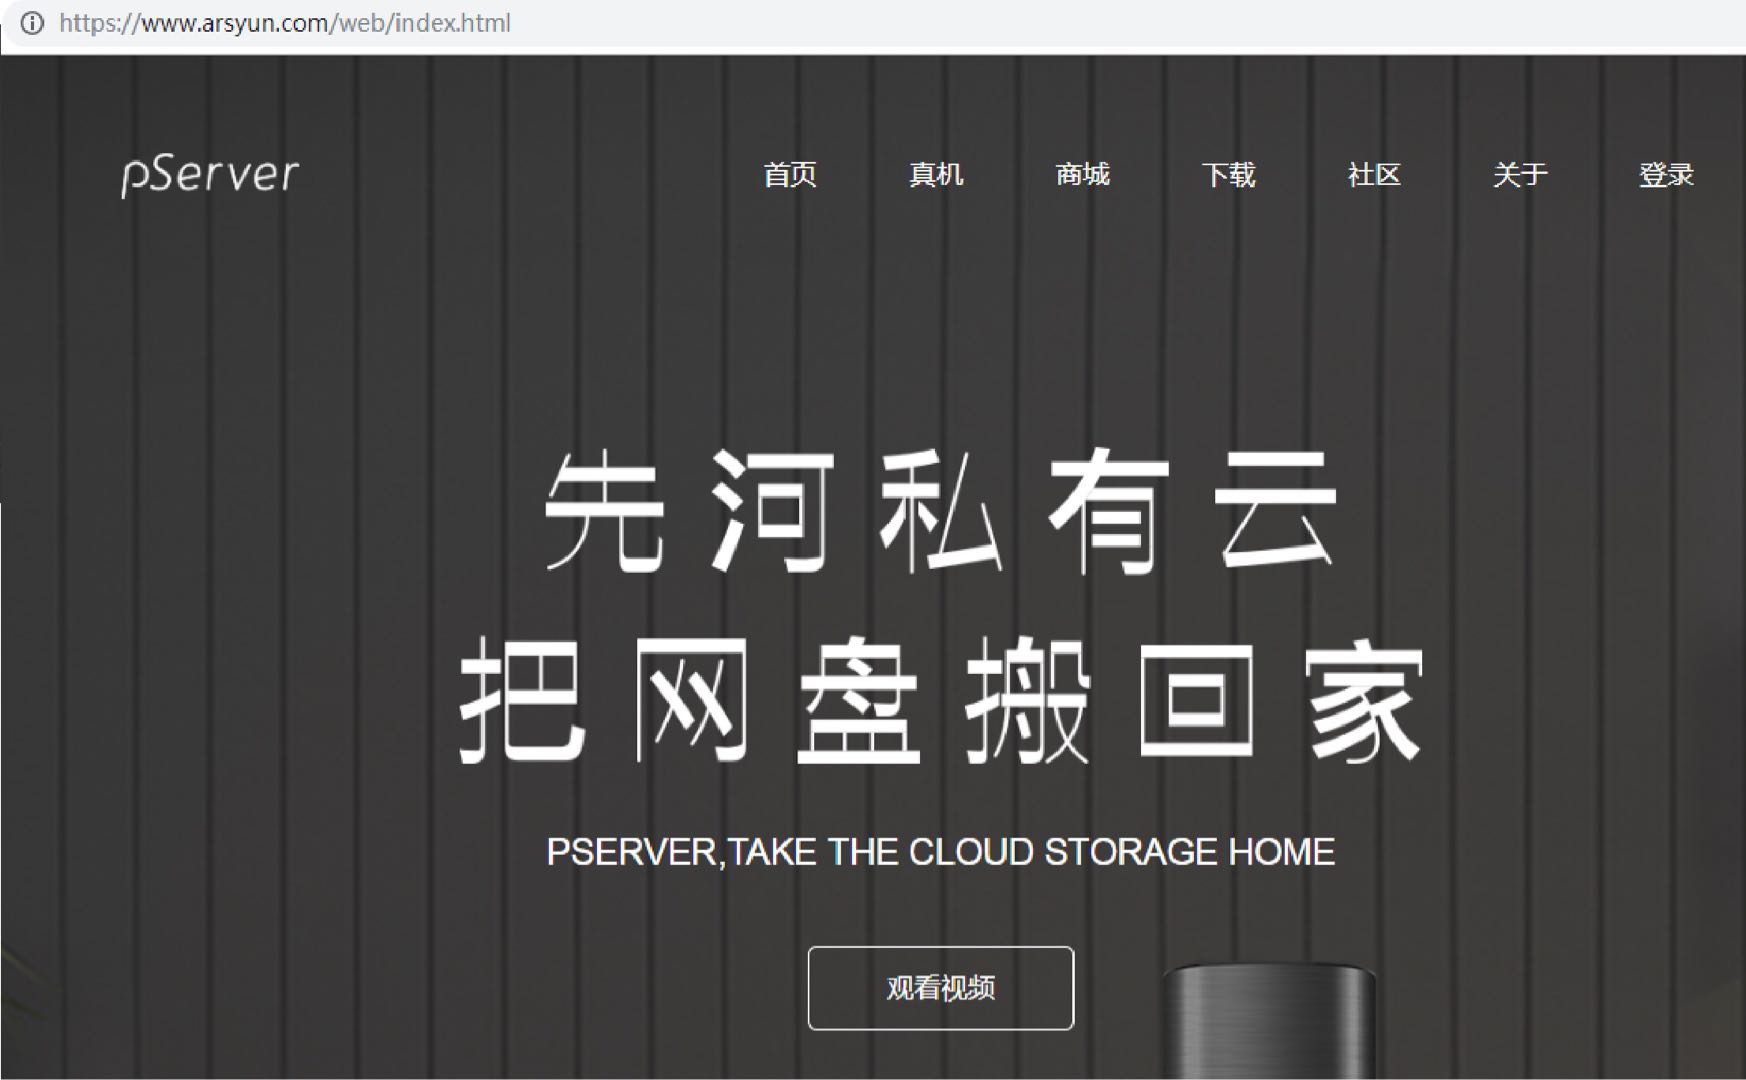 https://www.arsyun.com/web/index.html
pServer 首页 真机 商城 下载 社区 关于 登录
先河私有云
把网盘搬回家
PSERVER,TAKE THE CLOUD STORAGE HOME
观看视频